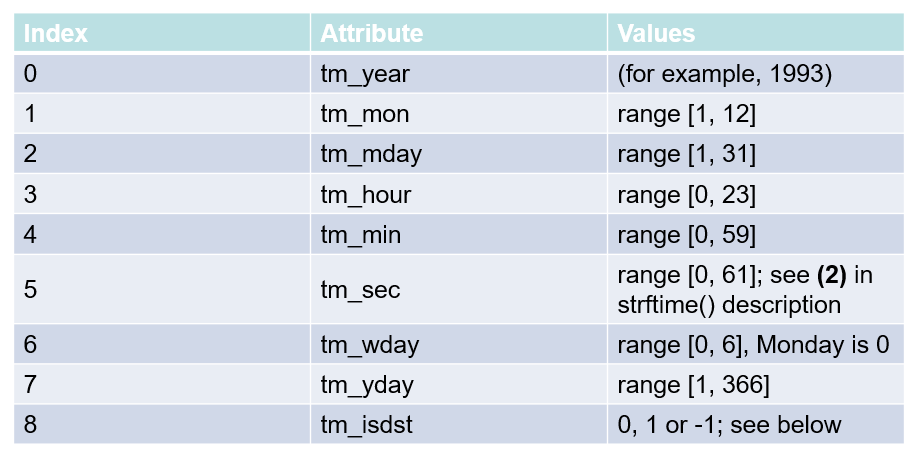 Index Attribute Values
0 tm_year (for example, 1993)
1 tm_mon range [1, 12]
2 tm_mday range [1, 31]
3 tm_hour range [0, 23]
4 tm_min range [0, 59]
5 tm_sec range [0, 61]; see (2) in
strftime() description
6 tm_wday range [0, 6], Monday is 0
7 tm_yday range [1, 366]
8 tm_isdst 0, 1 or -1; see below